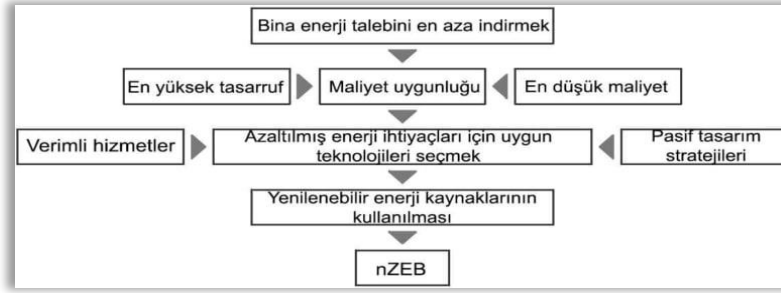 Bina enerji talebini en aza indirmek
En yüksek tasarruf
Maliyet uygunluğu
En düşük maliyet
Verimli hizmetler
Azaltılmış enerji ihtiyaçları için uygun
teknolojileri seçmek
Pasif tasarım
stratejileri
Yenilenebilir enerji kaynaklarının
kullanılması
nZEB